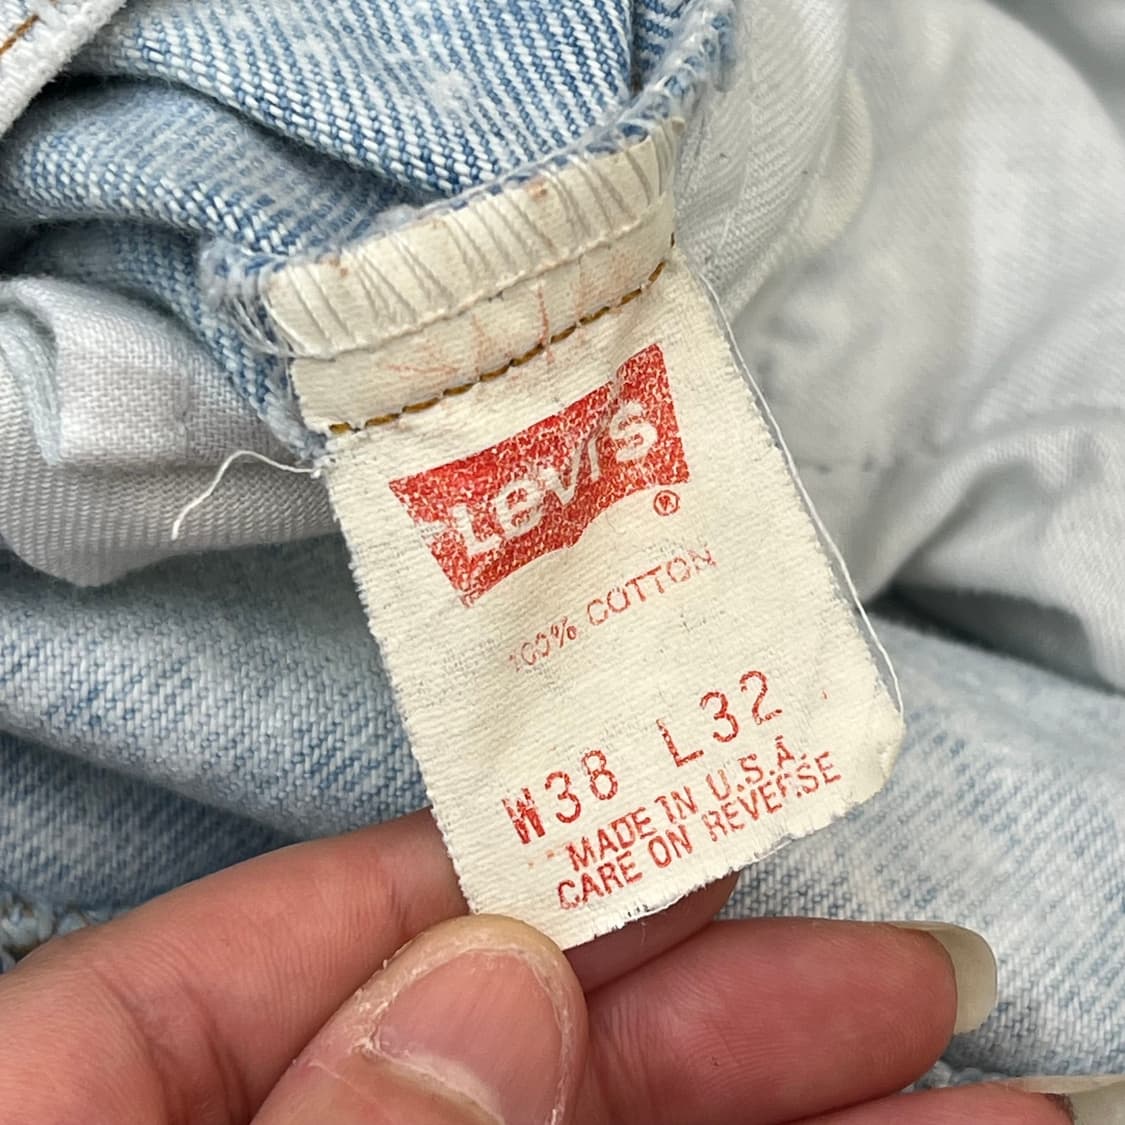 Levi's ®
100% COTTON
W38 L32
MADE IN U.S.A.
CARE ON REVERSE